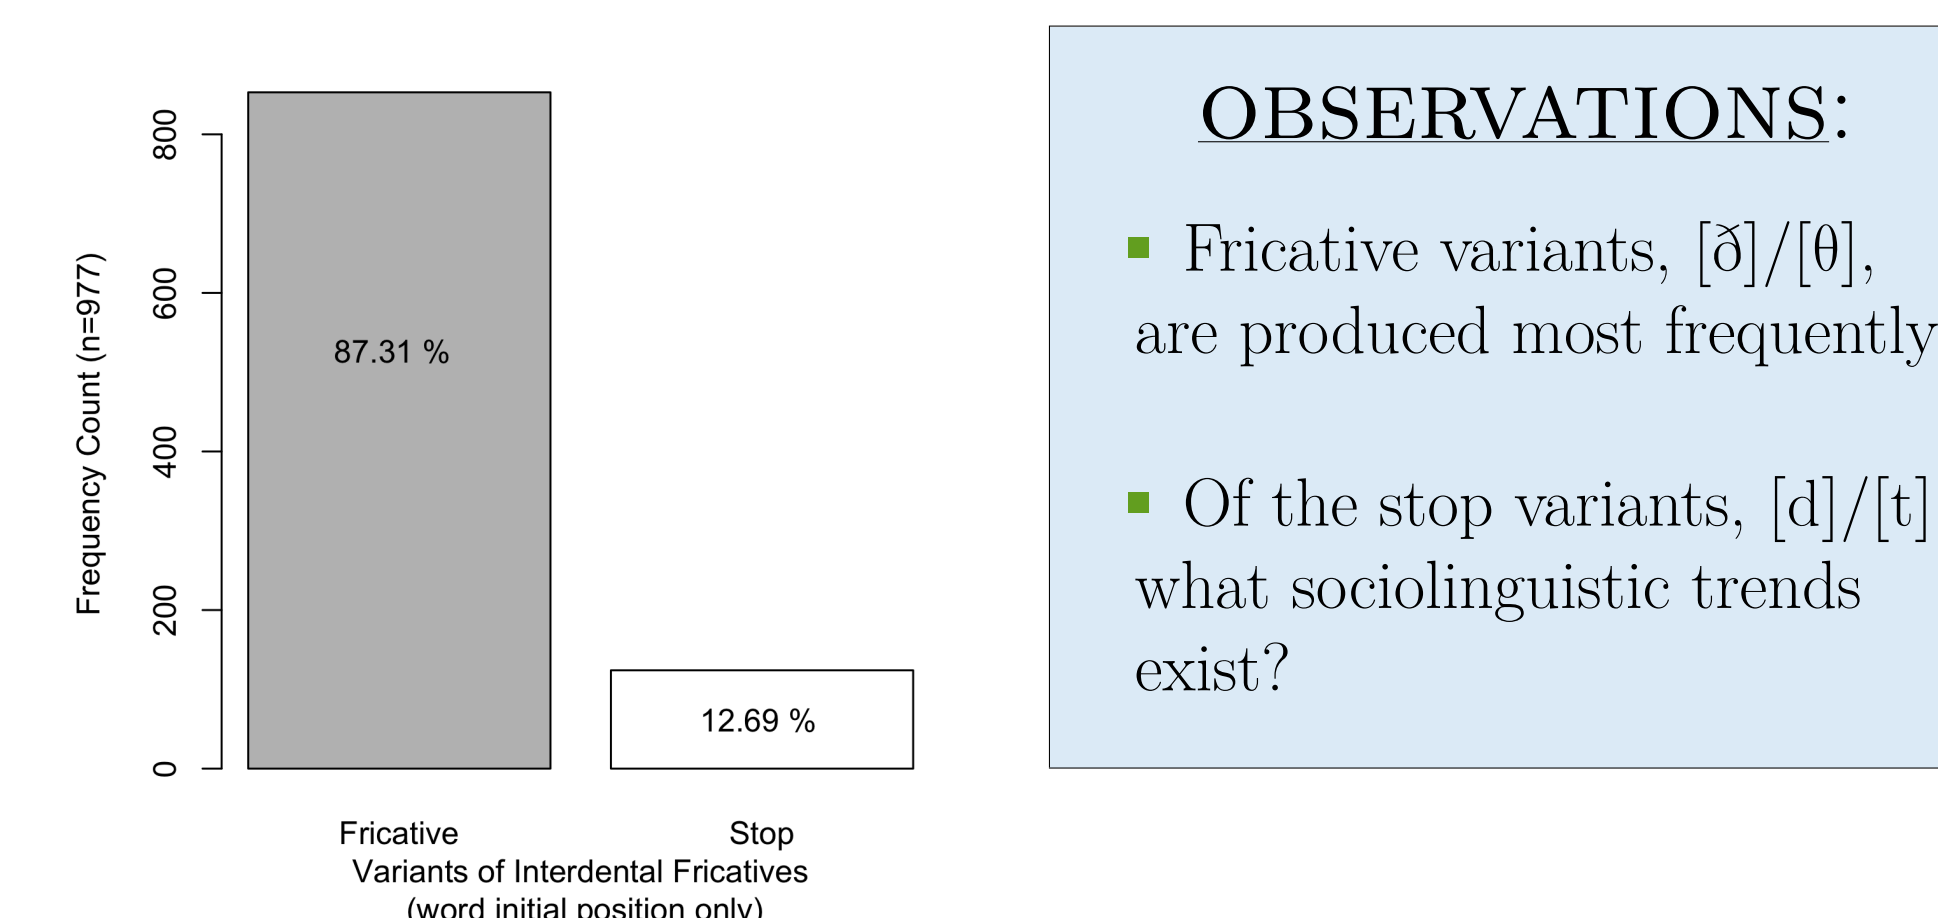 Frequency Count (n=977)
800
600
400
200
0
87.31 %
12.69 %
Fricative
Stop
Variants of Interdental Fricatives
(word initial position only)
OBSERVATIONS:
Fricative variants, [ð]/[θ],
are produced most frequently
Of the stop variants, [d]/[t]
what sociolinguistic trends
exist?